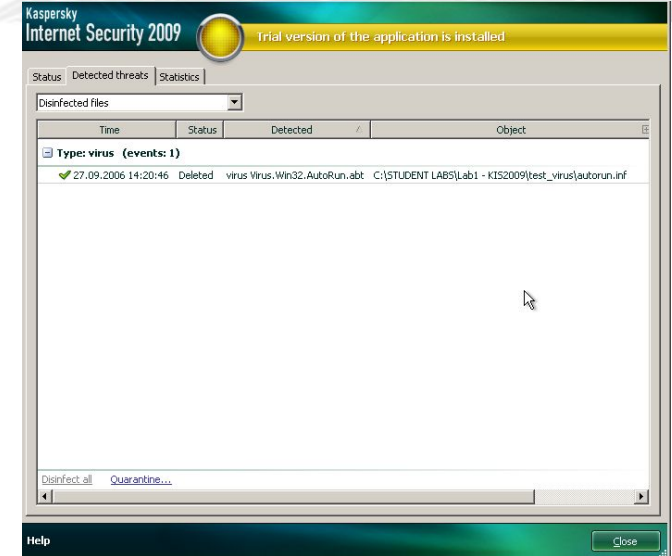 Kaspersky
Internet Security 2009
Trial version of the application is installed
Status Detected threats Statistics
Disinfected files
Time Status Detected Object
Type: virus (events: 1)
27.09.2006 14:20:46 Deleted virus Virus.Win32.AutoRun.abt C:\STUDENT LABS\Lab1 - KIS2009\test_virus\autorun.inf
Disinfect all Quarantine...
Help Close